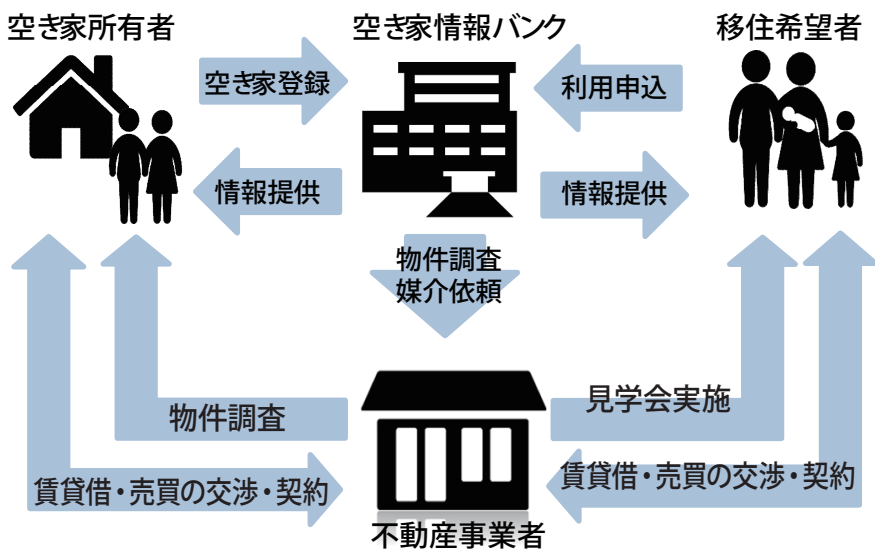 空き家所有者
空き家情報バンク
移住希望者
空き家登録
利用申込
情報提供
情報提供
物件調査
媒介依頼
物件調査
見学会実施
賃貸借・売買の交渉・契約
賃貸借・売買の交渉・契約
不動産事業者